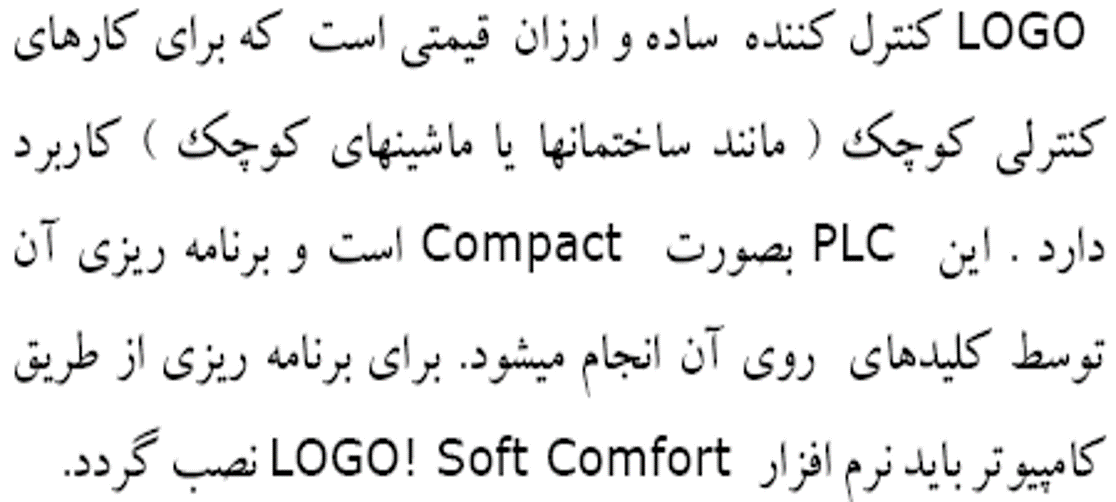 LOGO کنترل کننده ساده و ارزان قیمتی است که برای کارهای
کنترلی کوچک ( مانند ساختمانها یا ماشینهای کوچک ) کاربرد
دارد . این PLC بصورت Compact است و برنامه ریزی آن
توسط کلیدهای روی آن انجام میشود. برای برنامه ریزی از طریق
کامپیوتر باید نرم افزار LOGO! Soft Comfort نصب گردد.